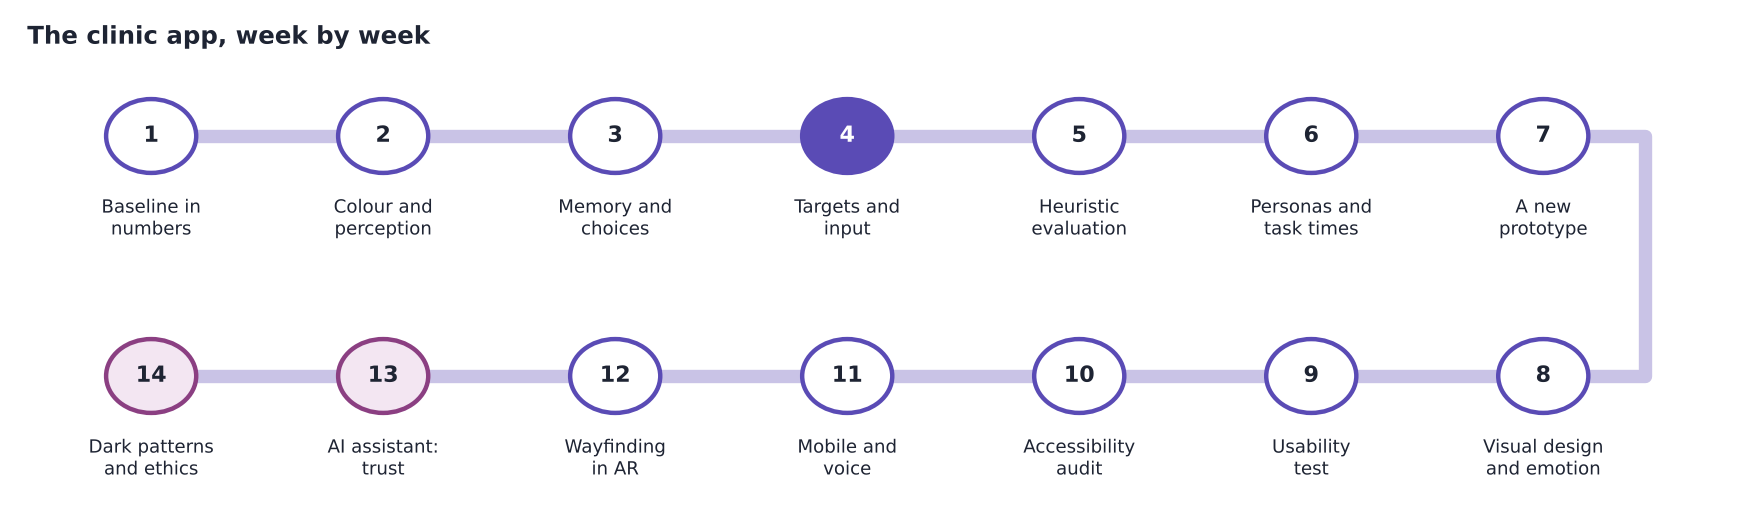 The clinic app, week by week
1
2
3
4
5
6
7
Baseline in
numbers
Colour and
perception
Memory and
choices
Targets and
input
Heuristic
evaluation
Personas and
task times
A new
prototype
14
13
12
11
10
9
8
Dark patterns
and ethics
AI assistant:
trust
Wayfinding
in AR
Mobile and
voice
Accessibility
audit
Usability
test
Visual design
and emotion